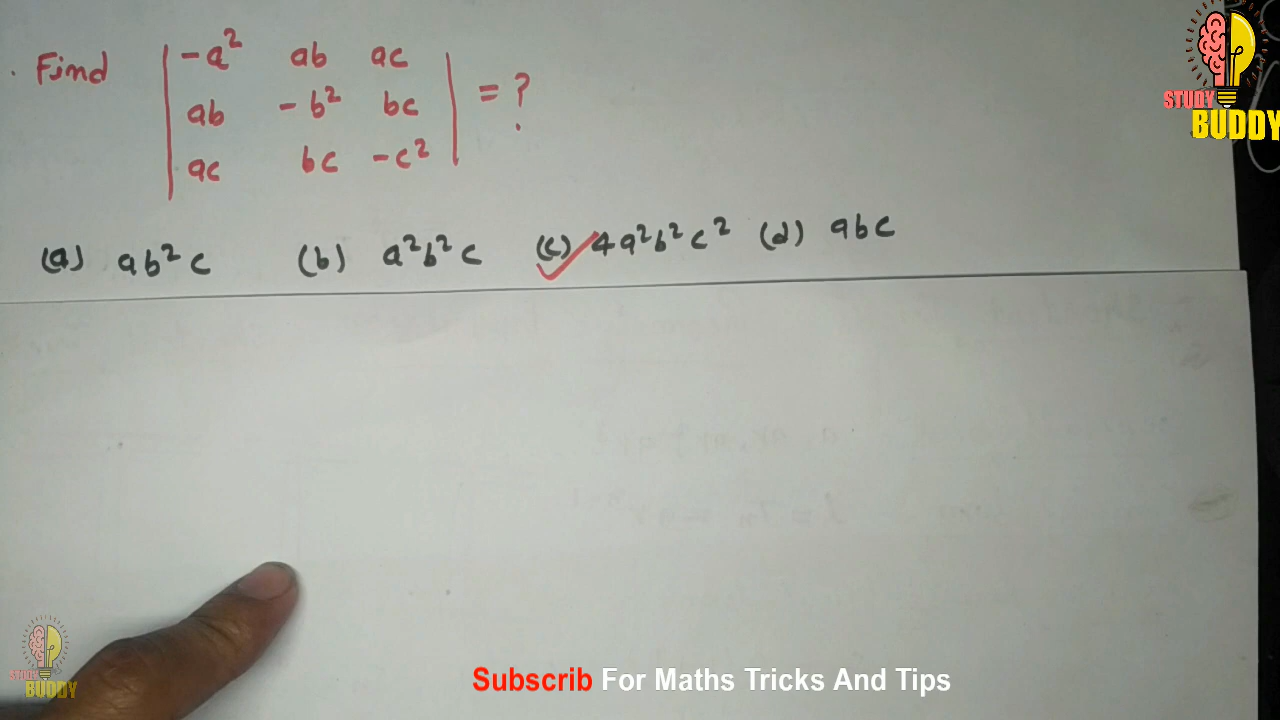 STUDY
BUDDY
. Find | -a² ab ac |
| ab -b² bc | = ?
| ac bc -c² |
(a) ab²c (b) a²b²c (c) 4a²b²c² (d) abc
STUDY
BUDDY
Subscrib For Maths Tricks And Tips